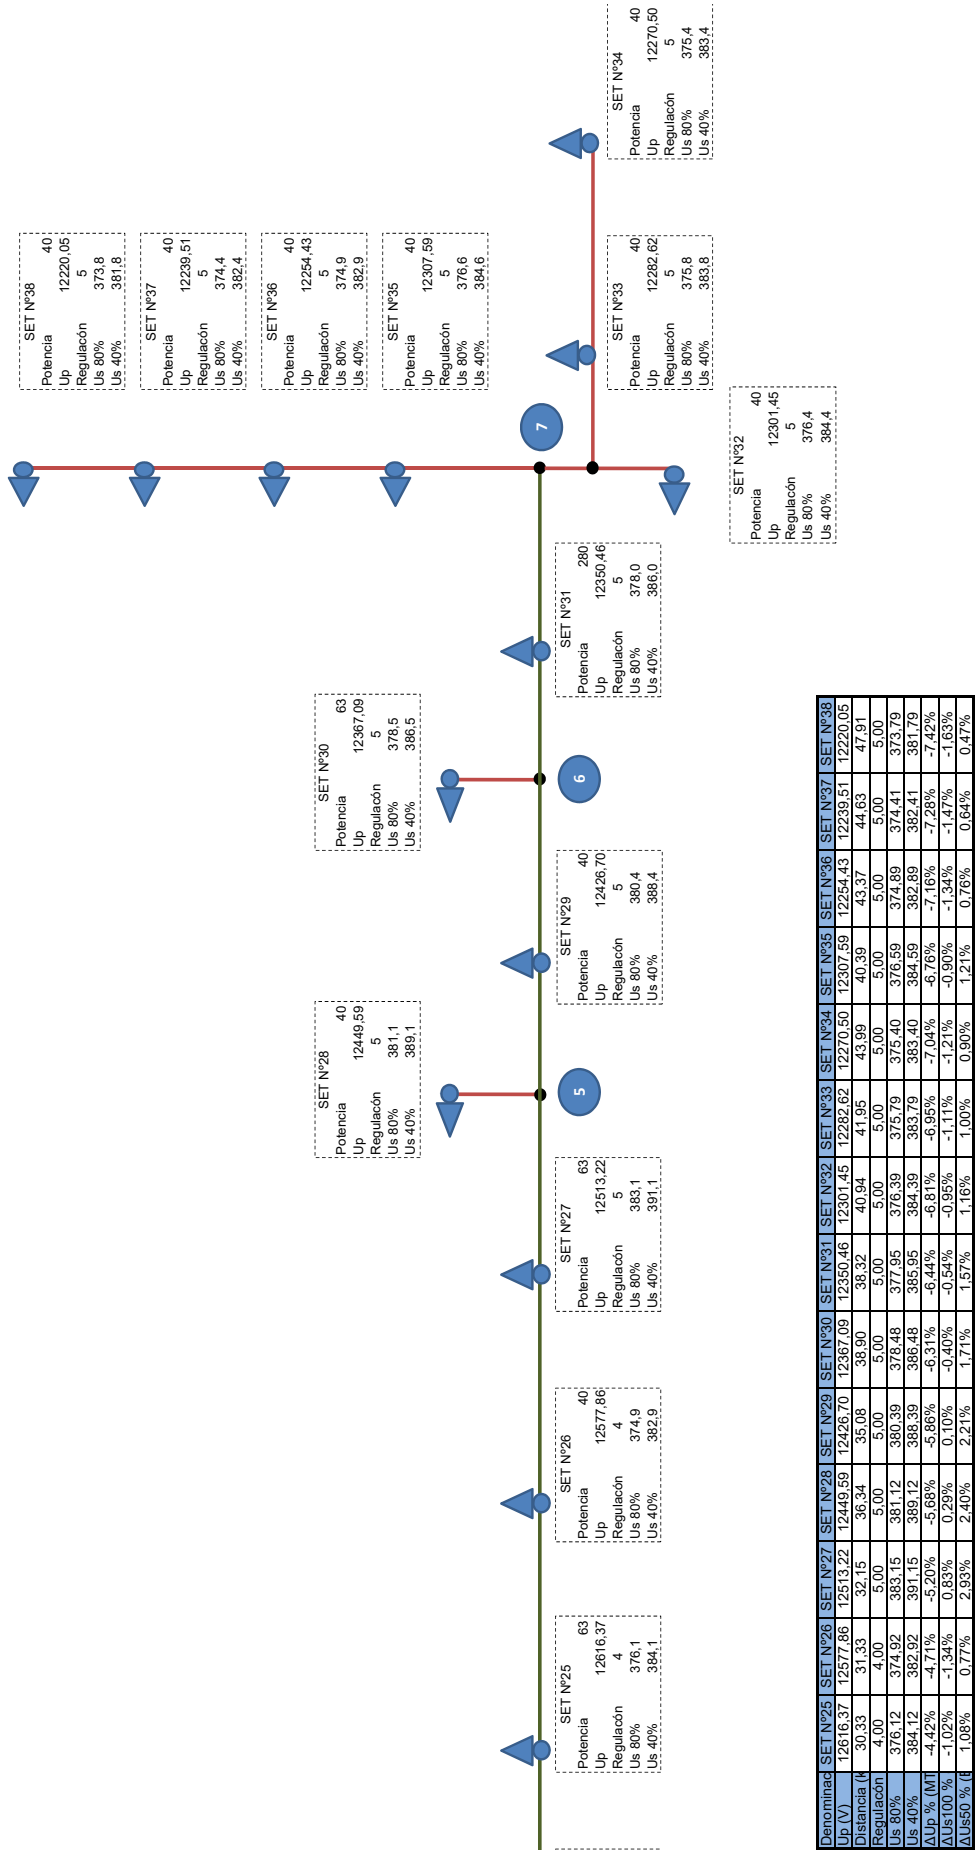 SET Nº38
Potencia 40
Up 12220,05
Regulacón 5
Us 80% 373,8
Us 40% 381,8
SET Nº37
Potencia 40
Up 12239,51
Regulacón 5
Us 80% 374,4
Us 40% 382,4
SET Nº36
Potencia 40
Up 12254,43
Regulacón 5
Us 80% 374,9
Us 40% 382,9
SET Nº35
Potencia 40
Up 12307,59
Regulacón 5
Us 80% 376,6
Us 40% 384,6
SET Nº28
Potencia 40
Up 12449,59
Regulacón 5
Us 80% 381,1
Us 40% 389,1
SET Nº30
Potencia 63
Up 12367,09
Regulacón 5
Us 80% 378,5
Us 40% 386,5
5
6
7
SET Nº25
Potencia 63
Up 12616,37
Regulacón 4
Us 80% 376,1
Us 40% 384,1
SET Nº26
Potencia 40
Up 12577,86
Regulacón 4
Us 80% 374,9
Us 40% 382,9
SET Nº27
Potencia 63
Up 12513,22
Regulacón 5
Us 80% 383,1
Us 40% 391,1
SET Nº29
Potencia 40
Up 12426,70
Regulacón 5
Us 80% 380,4
Us 40% 388,4
SET Nº31
Potencia 280
Up 12350,46
Regulacón 5
Us 80% 378,0
Us 40% 386,0
SET Nº33
Potencia 40
Up 12282,62
Regulacón 5
Us 80% 375,8
Us 40% 383,8
SET Nº34
Potencia 40
Up 12270,50
Regulacón 5
Us 80% 375,4
Us 40% 383,4
SET Nº32
Potencia 40
Up 12301,45
Regulacón 5
Us 80% 376,4
Us 40% 384,4
Denominac SET Nº25 SET Nº26 SET Nº27 SET Nº28 SET Nº29 SET Nº30 SET Nº31 SET Nº32 SET Nº33 SET Nº34 SET Nº35 SET Nº36 SET Nº37 SET Nº38
Up (V) 12616,37 12577,86 12513,22 12449,59 12426,70 12367,09 12350,46 12301,45 12282,62 12270,50 12307,59 12254,43 12239,51 12220,05
Distancia (k 30,33 31,33 32,15 36,34 35,08 38,90 38,32 40,94 41,95 43,99 40,39 43,37 44,63 47,91
Regulacón 4,00 4,00 5,00 5,00 5,00 5,00 5,00 5,00 5,00 5,00 5,00 5,00 5,00 5,00
Us 80% 376,12 374,92 383,15 381,12 380,39 378,48 377,95 376,39 375,79 375,40 376,59 374,89 374,41 373,79
Us 40% 384,12 382,92 391,15 389,12 388,39 386,48 385,95 384,39 383,79 383,40 384,59 382,89 382,41 381,79
ΔUp % (MT -4,42% -4,71% -5,20% -5,68% -5,86% -6,31% -6,44% -6,81% -6,95% -7,04% -6,76% -7,16% -7,28% -7,42%
ΔUs100 % -1,02% -1,34% 0,83% 0,29% 0,10% -0,40% -0,54% -0,95% -1,11% -1,21% -0,90% -1,34% -1,47% -1,63%
ΔUs50 % (B 1,08% 0,77% 2,93% 2,40% 2,21% 1,71% 1,57% 1,16% 1,00% 0,90% 1,21% 0,76% 0,64% 0,47%